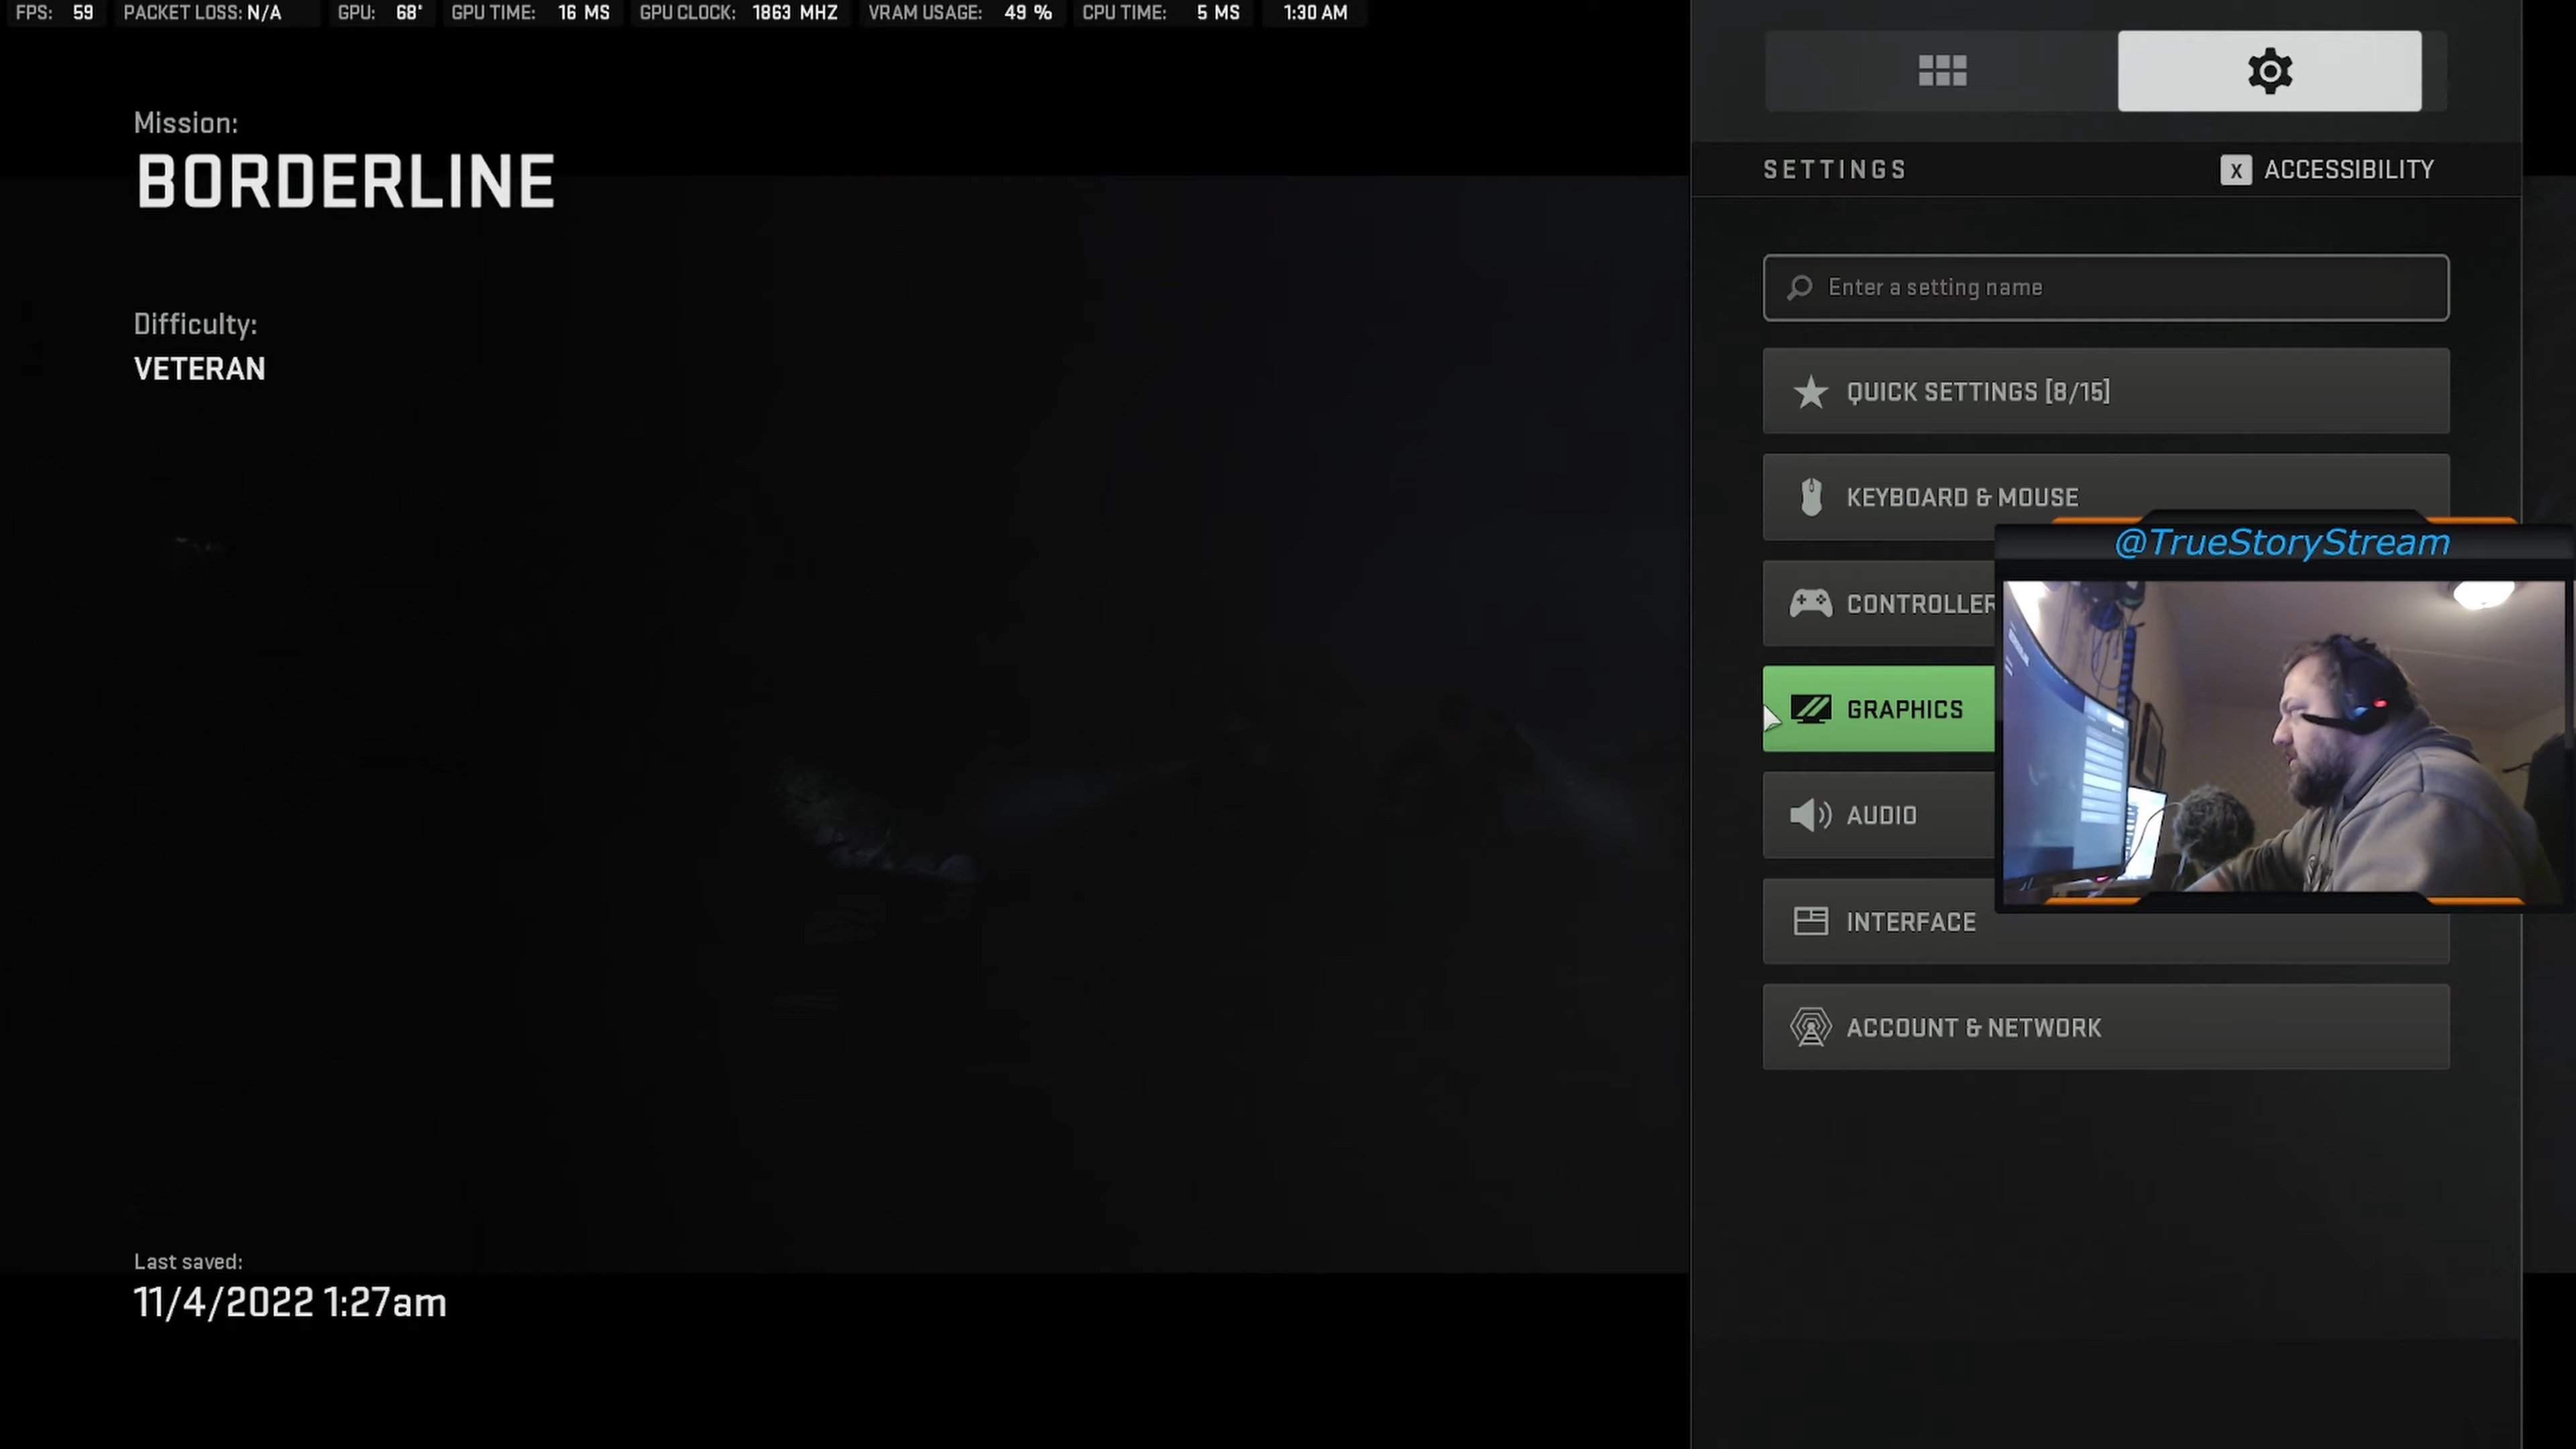 FPS: 59 PACKET LOSS: N/A GPU: 68° GPU TIME: 16 MS GPU CLOCK: 1863 MHZ VRAM USAGE: 49 % CPU TIME: 5 MS 1:30 AM
Mission:
BORDERLINE
Difficulty:
VETERAN
Last saved:
11/4/2022 1:27am
SETTINGS
X ACCESSIBILITY
Enter a setting name
QUICK SETTINGS [8/15]
KEYBOARD & MOUSE
CONTROLLER
GRAPHICS
AUDIO
INTERFACE
ACCOUNT & NETWORK
@TrueStoryStream